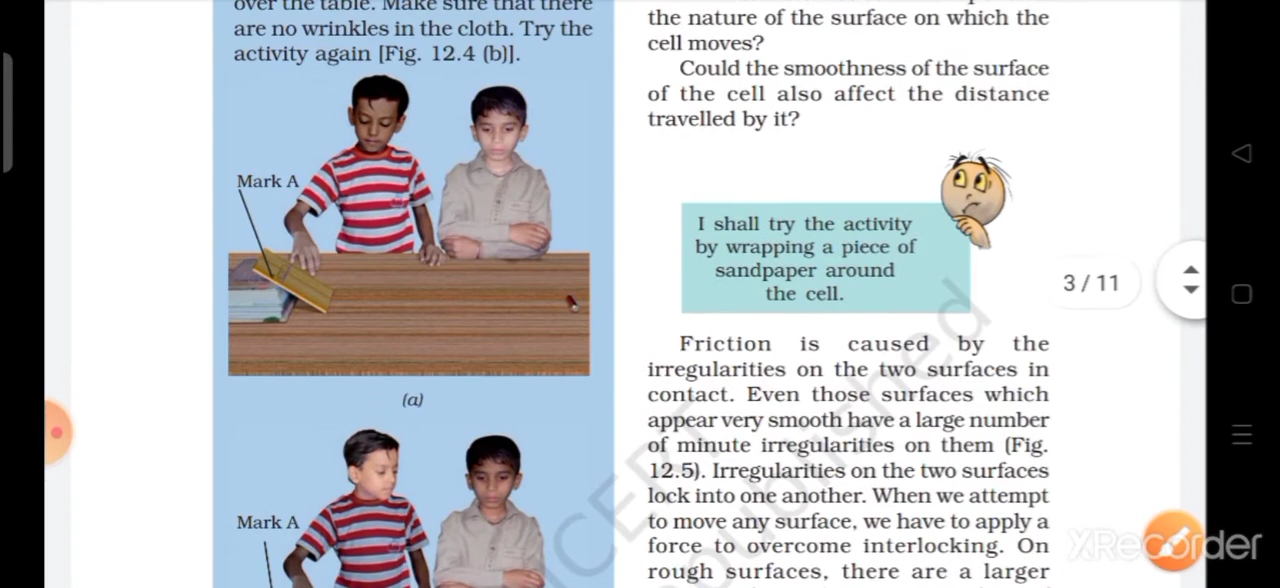 over the table. Make sure that there
are no wrinkles in the cloth. Try the
activity again [Fig. 12.4 (b)].
Mark A
(a)
Mark A
the nature of the surface on which the
cell moves?
Could the smoothness of the surface
of the cell also affect the distance
travelled by it?
I shall try the activity
by wrapping a piece of
sandpaper around
the cell.
3 / 11
Friction is caused by the
irregularities on the two surfaces in
contact. Even those surfaces which
appear very smooth have a large number
of minute irregularities on them (Fig.
12.5). Irregularities on the two surfaces
lock into one another. When we attempt
to move any surface, we have to apply a
force to overcome interlocking. On
rough surfaces, there are a larger
NCERT
republished
XRecorder